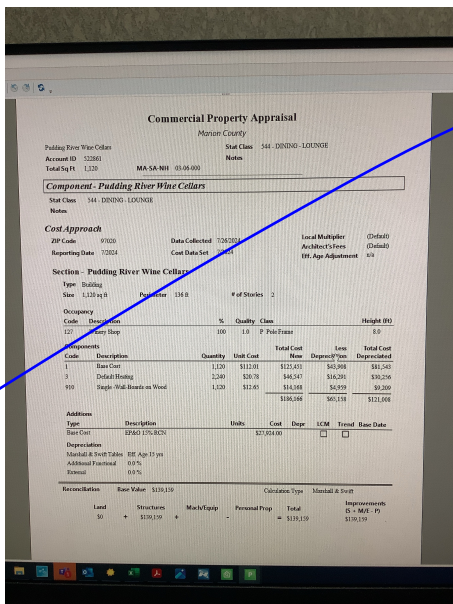 Commercial Property Appraisal
Marion County
Pudding River Wine Cellars Stat Class 544 - DINING - LOUNGE
Account ID 522861 Notes
Total Sq Ft 1,120 MA-SA-NH 03-06-000
Component - Pudding River Wine Cellars
Stat Class 544 - DINING - LOUNGE
Notes
Cost Approach
ZIP Code 97020 Data Collected 7/26/2024 Local Multiplier (Default)
Architect's Fees (Default)
Reporting Date 7/2024 Cost Data Set 7/2024 Eff. Age Adjustment n/a
Section - Pudding River Wine Cellars
Type Building
Size 1,120 sq ft Perimeter 136 ft # of Stories 2
Occupancy
Code Description % Quality Class Height (ft)
127 Winery Shop 100 1.0 P Pole Frame 8.0
Components Total Cost Less Total Cost
Code Description Quantity Unit Cost New Depreciation Depreciated
1 Base Cost 1,120 $112.01 $125,451 $43,908 $81,543
3 Default Heating 2,240 $20.78 $46,547 $16,291 $30,256
910 Single -Wall-Boards on Wood 1,120 $12.65 $14,168 $4,959 $9,209
$186,166 $65,158 $121,008
Additions
Type Description Units Cost Depr LCM Trend Base Date
Base Cost EP&O 15% RCN $27,924.00
Depreciation
Marshall & Swift Tables Eff. Age 15 yrs
Additional Functional 0.0 %
External 0.0 %
Reconciliation Base Value $139,159 Calculation Type Marshall & Swift
Land Structures Mach/Equip Personal Prop Total Improvements
(S + M/E - P)
$0 + $139,159 + - = $139,159 $139,159